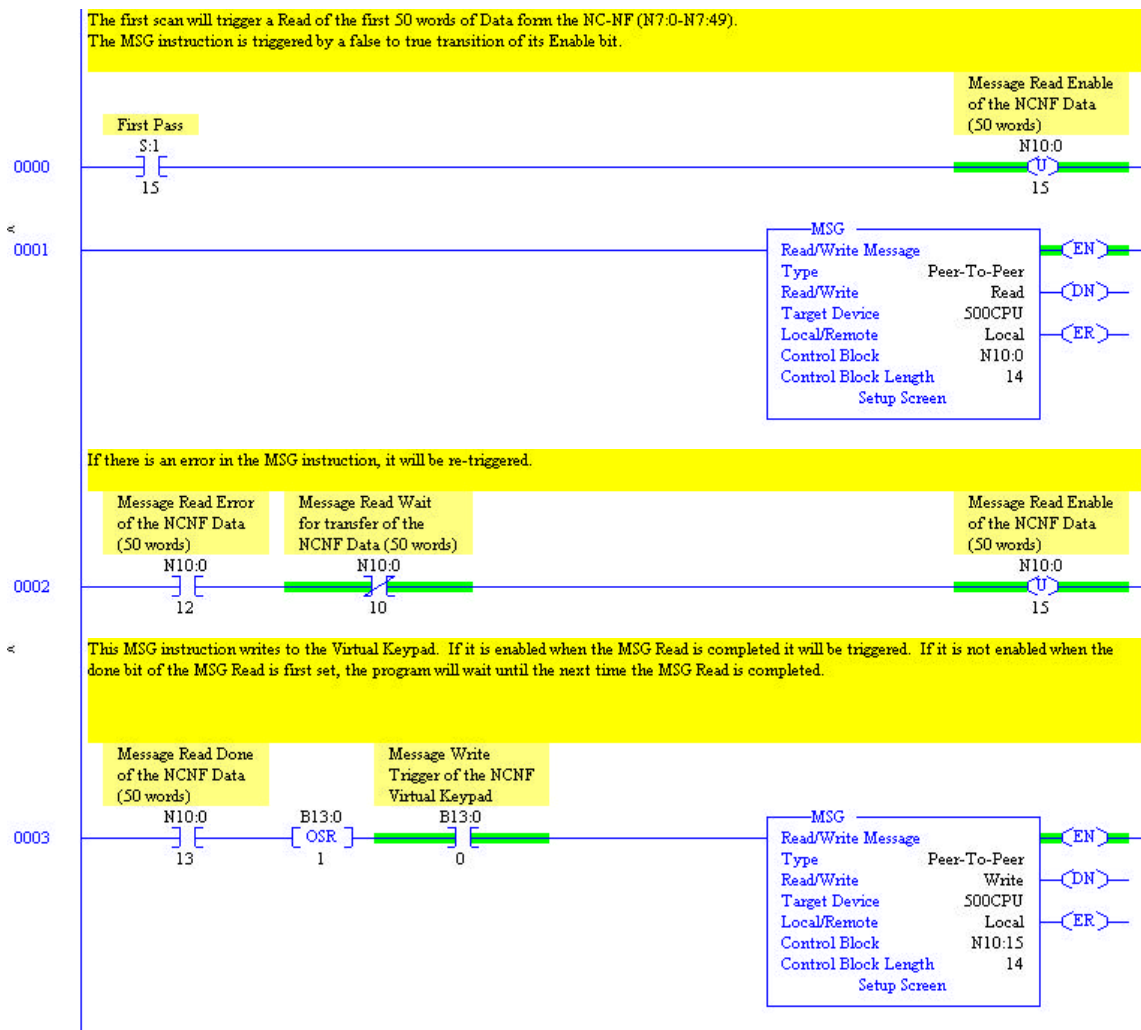 The first scan will trigger a Read of the first 50 words of Data form the NC-NF (N7:0-N7:49).
The MSG instruction is triggered by a false to true transition of its Enable bit.
First Pass
S:1
15
Message Read Enable
of the NCNF Data
(50 words)
N10:0
U
15
0000
MSG
Read/Write Message
Type Peer-To-Peer
Read/Write Read
Target Device 500CPU
Local/Remote Local
Control Block N10:0
Control Block Length 14
Setup Screen
EN
DN
ER
0001
If there is an error in the MSG instruction, it will be re-triggered.
Message Read Error
of the NCNF Data
(50 words)
N10:0
12
Message Read Wait
for transfer of the
NCNF Data (50 words)
N10:0
10
Message Read Enable
of the NCNF Data
(50 words)
N10:0
U
15
0002
This MSG instruction writes to the Virtual Keypad. If it is enabled when the MSG Read is completed it will be triggered. If it is not enabled when the
done bit of the MSG Read is first set, the program will wait until the next time the MSG Read is completed.
Message Read Done
of the NCNF Data
(50 words)
N10:0
13
B13:0
OSR
1
Message Write
Trigger of the NCNF
Virtual Keypad
B13:0
0
0003
MSG
Read/Write Message
Type Peer-To-Peer
Read/Write Write
Target Device 500CPU
Local/Remote Local
Control Block N10:15
Control Block Length 14
Setup Screen
EN
DN
ER